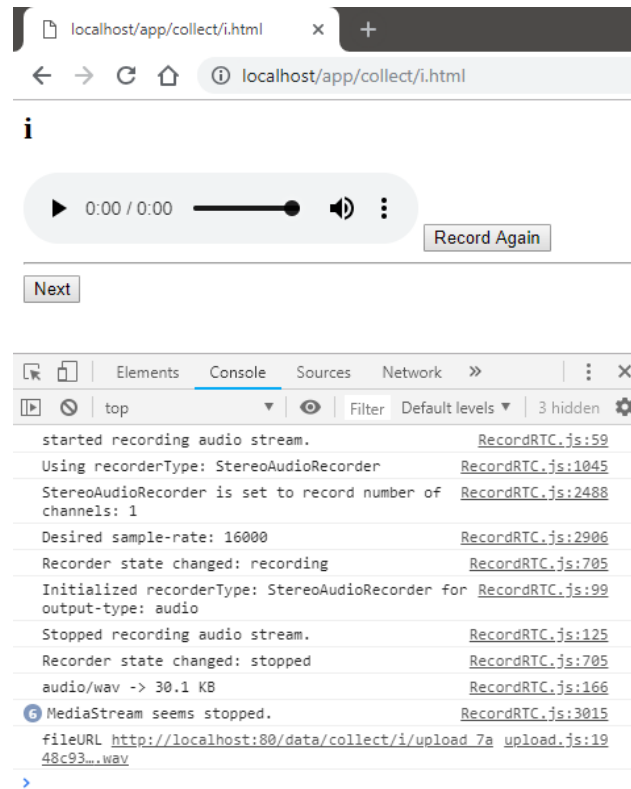 localhost/app/collect/i.html
localhost/app/collect/i.html
i
0:00 / 0:00
Record Again
Next
Elements Console Sources Network
top Filter Default levels 3 hidden
started recording audio stream. RecordRTC.js:59
Using recorderType: StereoAudioRecorder RecordRTC.js:1045
StereoAudioRecorder is set to record number of RecordRTC.js:2488
channels: 1
Desired sample-rate: 16000 RecordRTC.js:2906
Recorder state changed: recording RecordRTC.js:705
Initialized recorderType: StereoAudioRecorder for RecordRTC.js:99
output-type: audio
Stopped recording audio stream. RecordRTC.js:125
Recorder state changed: stopped RecordRTC.js:705
audio/wav -> 30.1 KB RecordRTC.js:166
6 MediaStream seems stopped. RecordRTC.js:3015
fileURL http://localhost:80/data/collect/i/upload_7a upload.js:19
48c93….wav